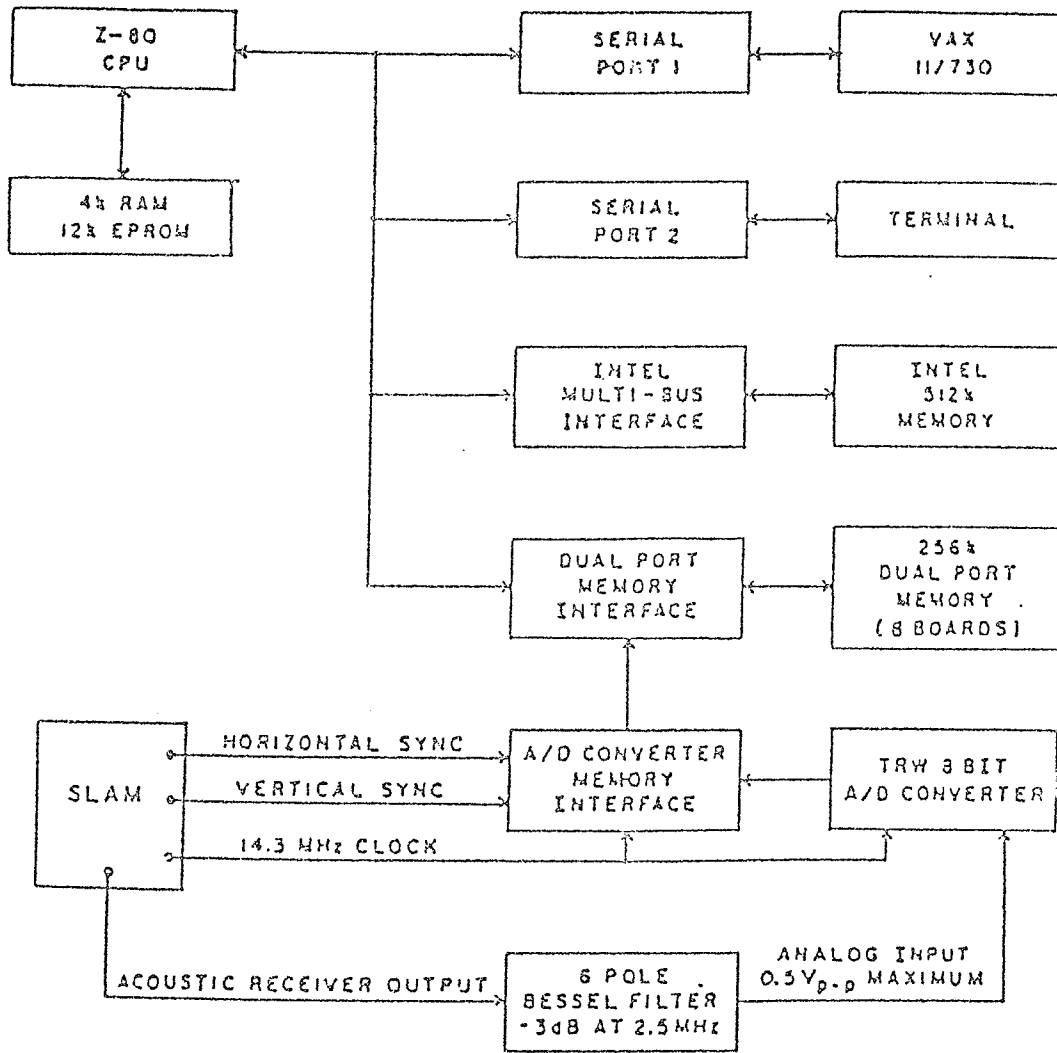 Z-80
CPU
SERIAL
PORT 1
VAX
11/730
4k RAM
12k EPROM
SERIAL
PORT 2
TERMINAL
INTEL
MULTI-BUS
INTERFACE
INTEL
512k
MEMORY
DUAL PORT
MEMORY
INTERFACE
256k
DUAL PORT
MEMORY
(8 BOARDS)
SLAM
HORIZONTAL SYNC
VERTICAL SYNC
14.3 MHz CLOCK
A/D CONVERTER
MEMORY
INTERFACE
TRW 8 BIT
A/D CONVERTER
ACOUSTIC RECEIVER OUTPUT
6 POLE
BESSEL FILTER
-3dB AT 2.5MHz
ANALOG INPUT
0.5Vp-p MAXIMUM